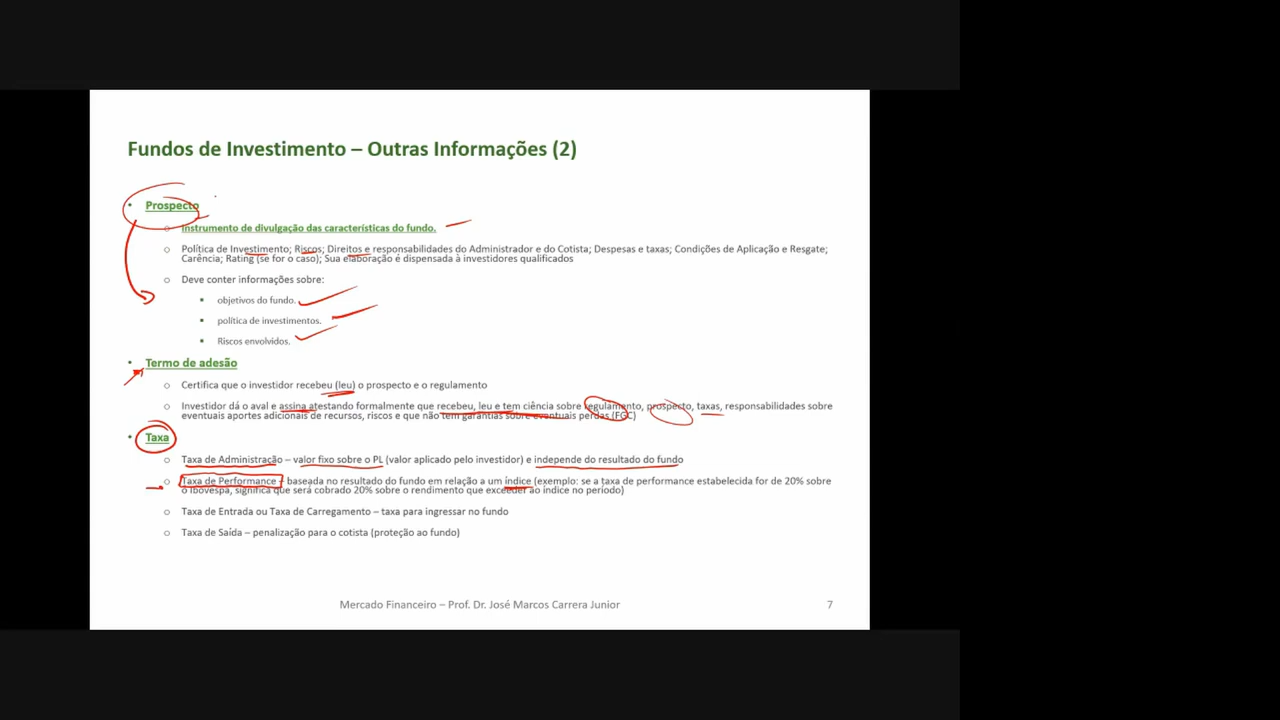 Fundos de Investimento – Outras Informações (2)
• Prospecto
o Instrumento de divulgação das características do fundo.
o Política de Investimento; Riscos; Direitos e responsabilidades do Administrador e do Cotista; Despesas e taxas; Condições de Aplicação e Resgate;
Carência; Rating (se for o caso); Sua elaboração é dispensada à investidores qualificados
o Deve conter informações sobre:
▪ objetivos do fundo.
▪ política de investimentos.
▪ Riscos envolvidos.
• Termo de adesão
o Certifica que o investidor recebeu (leu) o prospecto e o regulamento
o Investidor dá o aval e assina atestando formalmente que recebeu, leu e tem ciência sobre regulamento, prospecto, taxas, responsabilidades sobre
eventuais aportes adicionais de recursos, riscos e que não tem garantias sobre eventuais perdas (FGC)
• Taxa
o Taxa de Administração – valor fixo sobre o PL (valor aplicado pelo investidor) e independe do resultado do fundo
o Taxa de Performance – baseada no resultado do fundo em relação a um índice (exemplo: se a taxa de performance estabelecida for de 20% sobre
o Ibovespa, significa que será cobrado 20% sobre o rendimento que exceder ao índice no período)
o Taxa de Entrada ou Taxa de Carregamento – taxa para ingressar no fundo
o Taxa de Saída – penalização para o cotista (proteção ao fundo)
Mercado Financeiro – Prof. Dr. José Marcos Carrera Junior
7